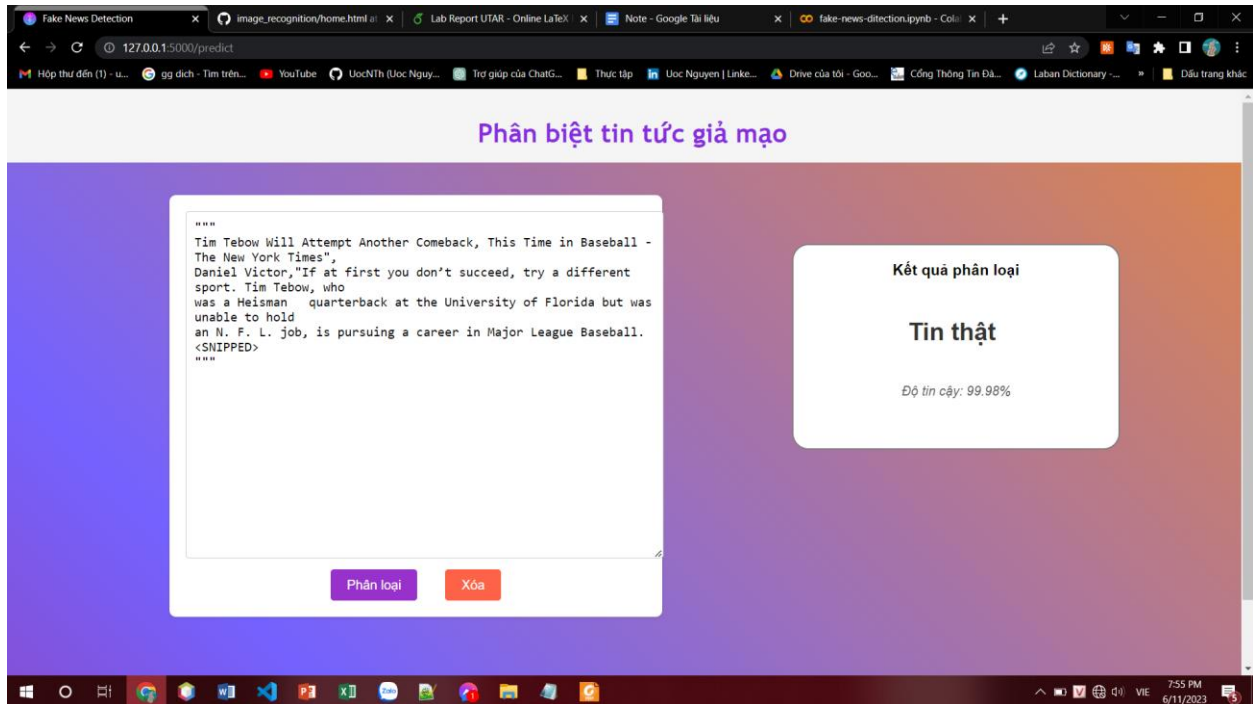 Fake News Detection
image_recognition/home.html at
Lab Report UTAR - Online LaTeX
Note - Google Tài liệu
fake-news-ditection.ipynb - Cola
127.0.0.1:5000/predict
Hộp thư đến (1) - u...
gg dich - Tìm trên...
YouTube
UocNTh (Uoc Nguy...
Trợ giúp của ChatG...
Thực tập
Uoc Nguyen | Linke...
Drive của tôi - Goo...
Cổng Thông Tin Đà...
Laban Dictionary -...
»
Dấu trang khác
Phân biệt tin tức giả mạo
"""
Tim Tebow Will Attempt Another Comeback, This Time in Baseball -
The New York Times",
Daniel Victor,"If at first you don’t succeed, try a different
sport. Tim Tebow, who
was a Heisman   quarterback at the University of Florida but was
unable to hold
an N. F. L. job, is pursuing a career in Major League Baseball.
<SNIPPED>
"""
Phân loại
Xóa
Kết quả phân loại
Tin thật
Độ tin cậy: 99.98%
Zalo
VIE
7:55 PM
6/11/2023
5